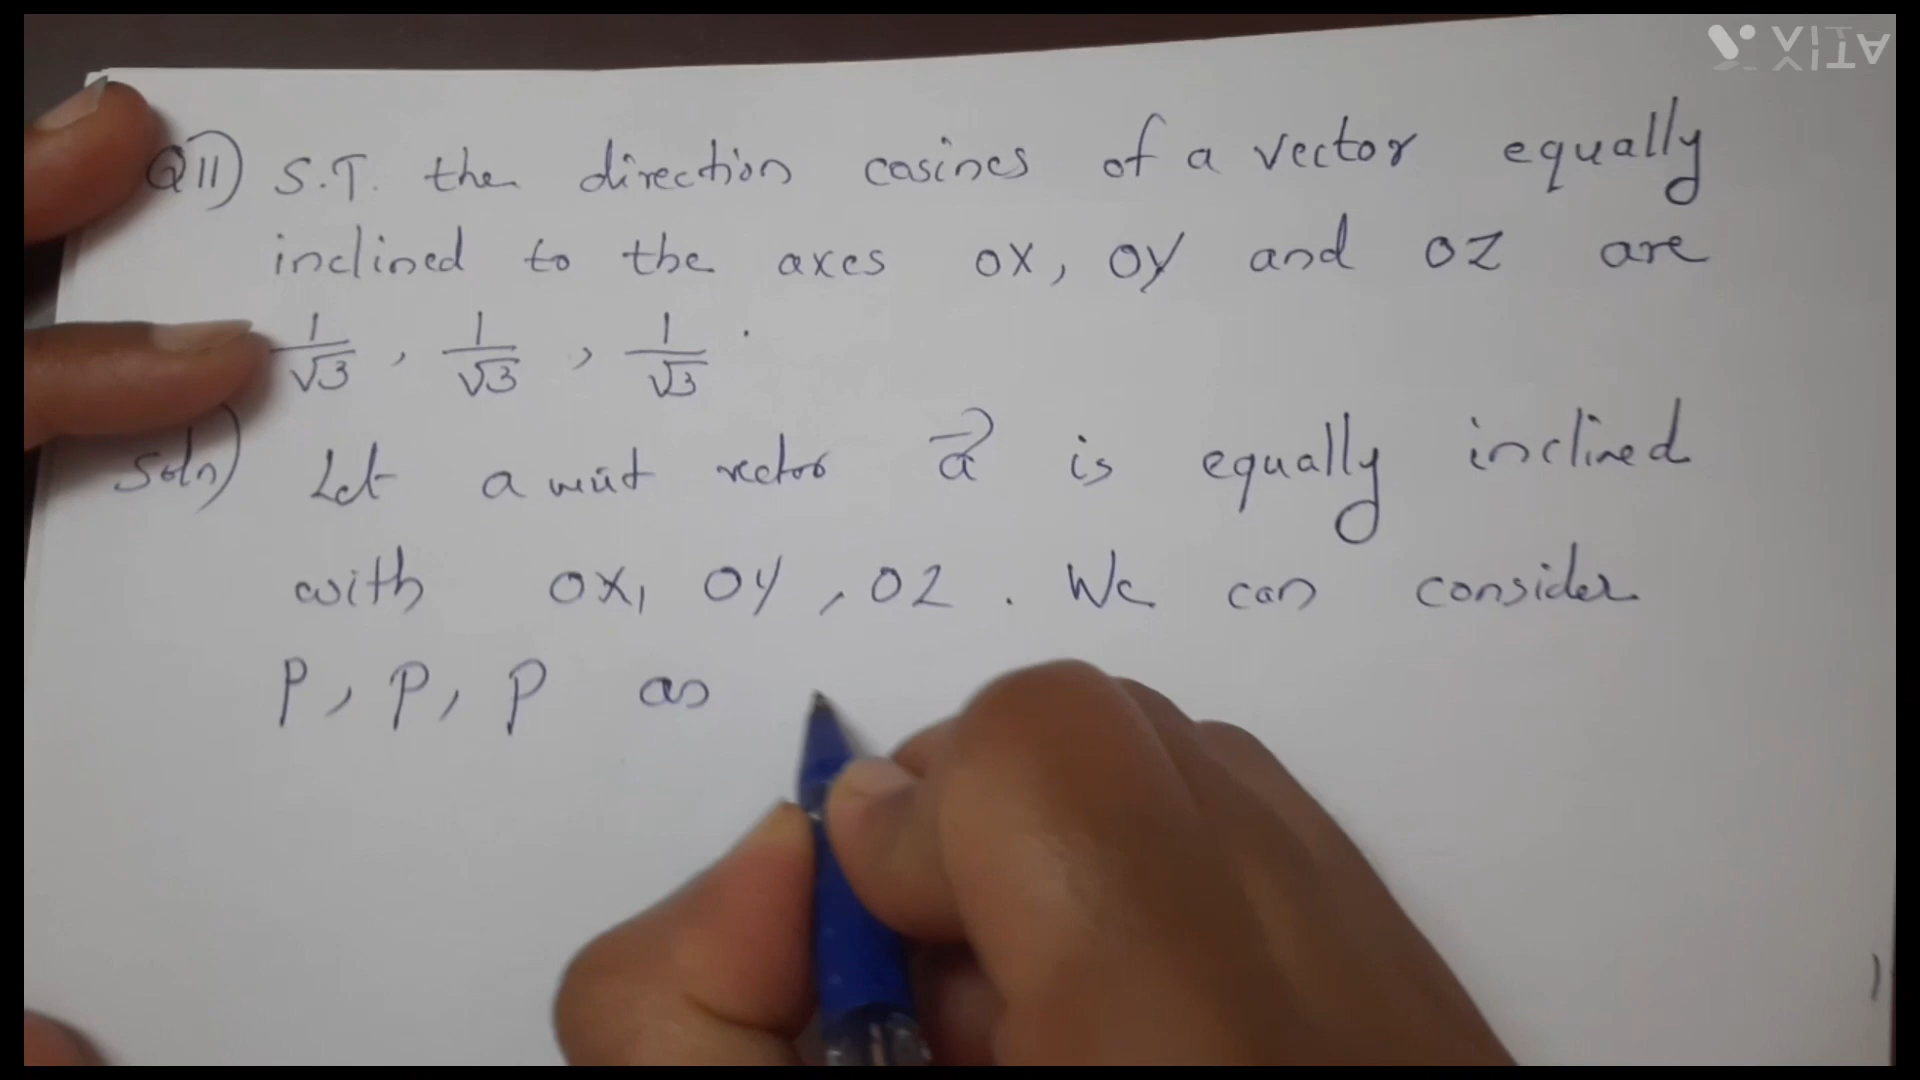 VITA
Q11) S.T. the direction cosines of a vector equally
inclined to the axes OX, OY and OZ are
1/√3, 1/√3, 1/√3.
Soln) Let a unit vector a⃗ is equally inclined
with OX, OY, OZ. We can consider
P, P, P as